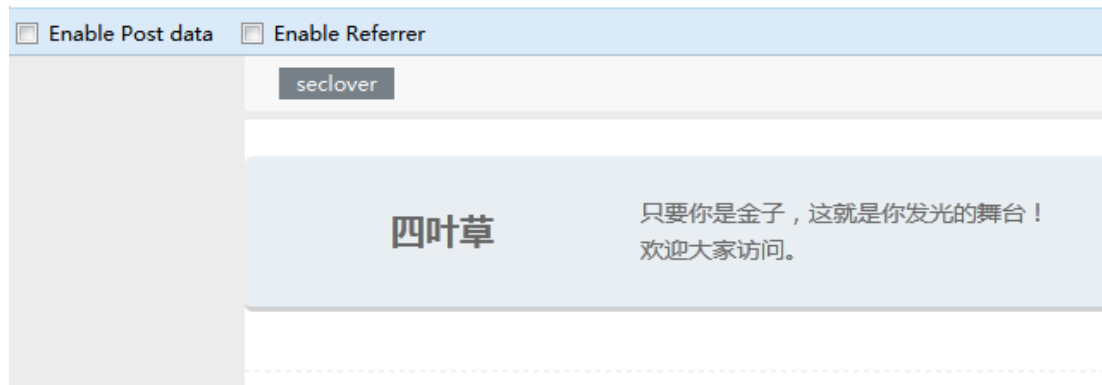 Enable Post data Enable Referrer
seclover
四叶草
只要你是金子，这就是你发光的舞台！
欢迎大家访问。